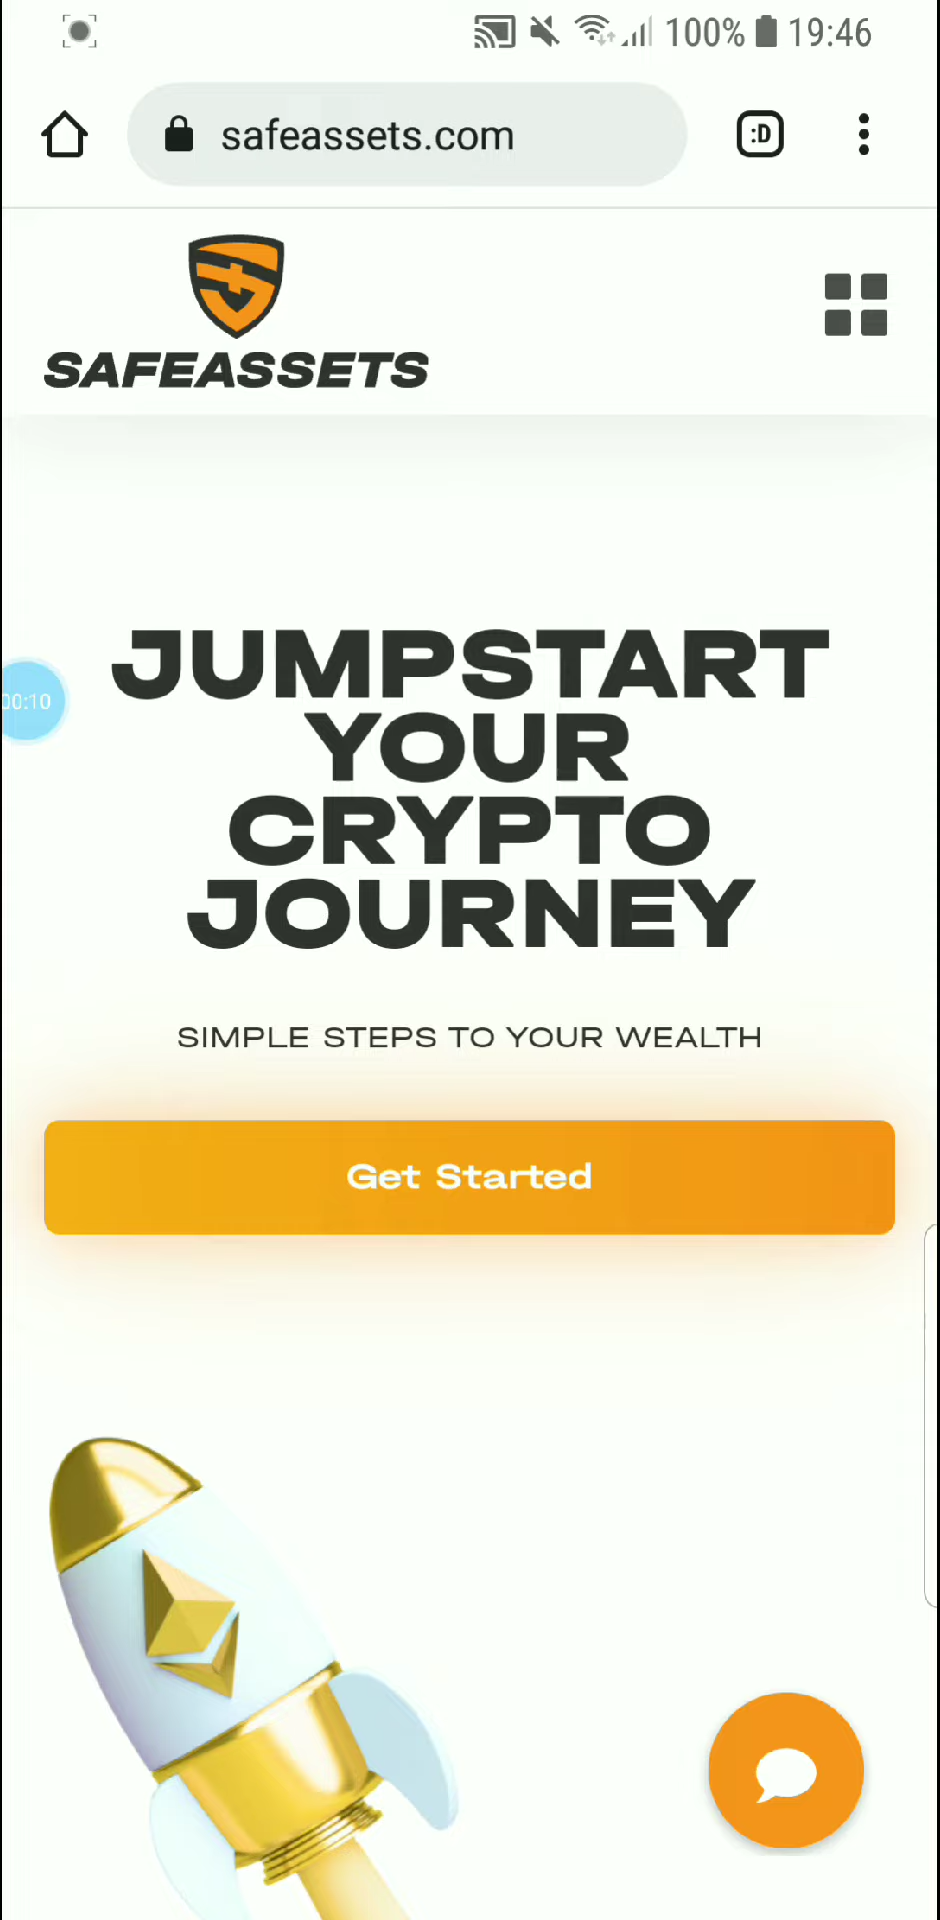 100% 19:46
safeassets.com
:D
SAFEASSETS
JUMPSTART
YOUR
CRYPTO
JOURNEY
00:10
SIMPLE STEPS TO YOUR WEALTH
Get Started